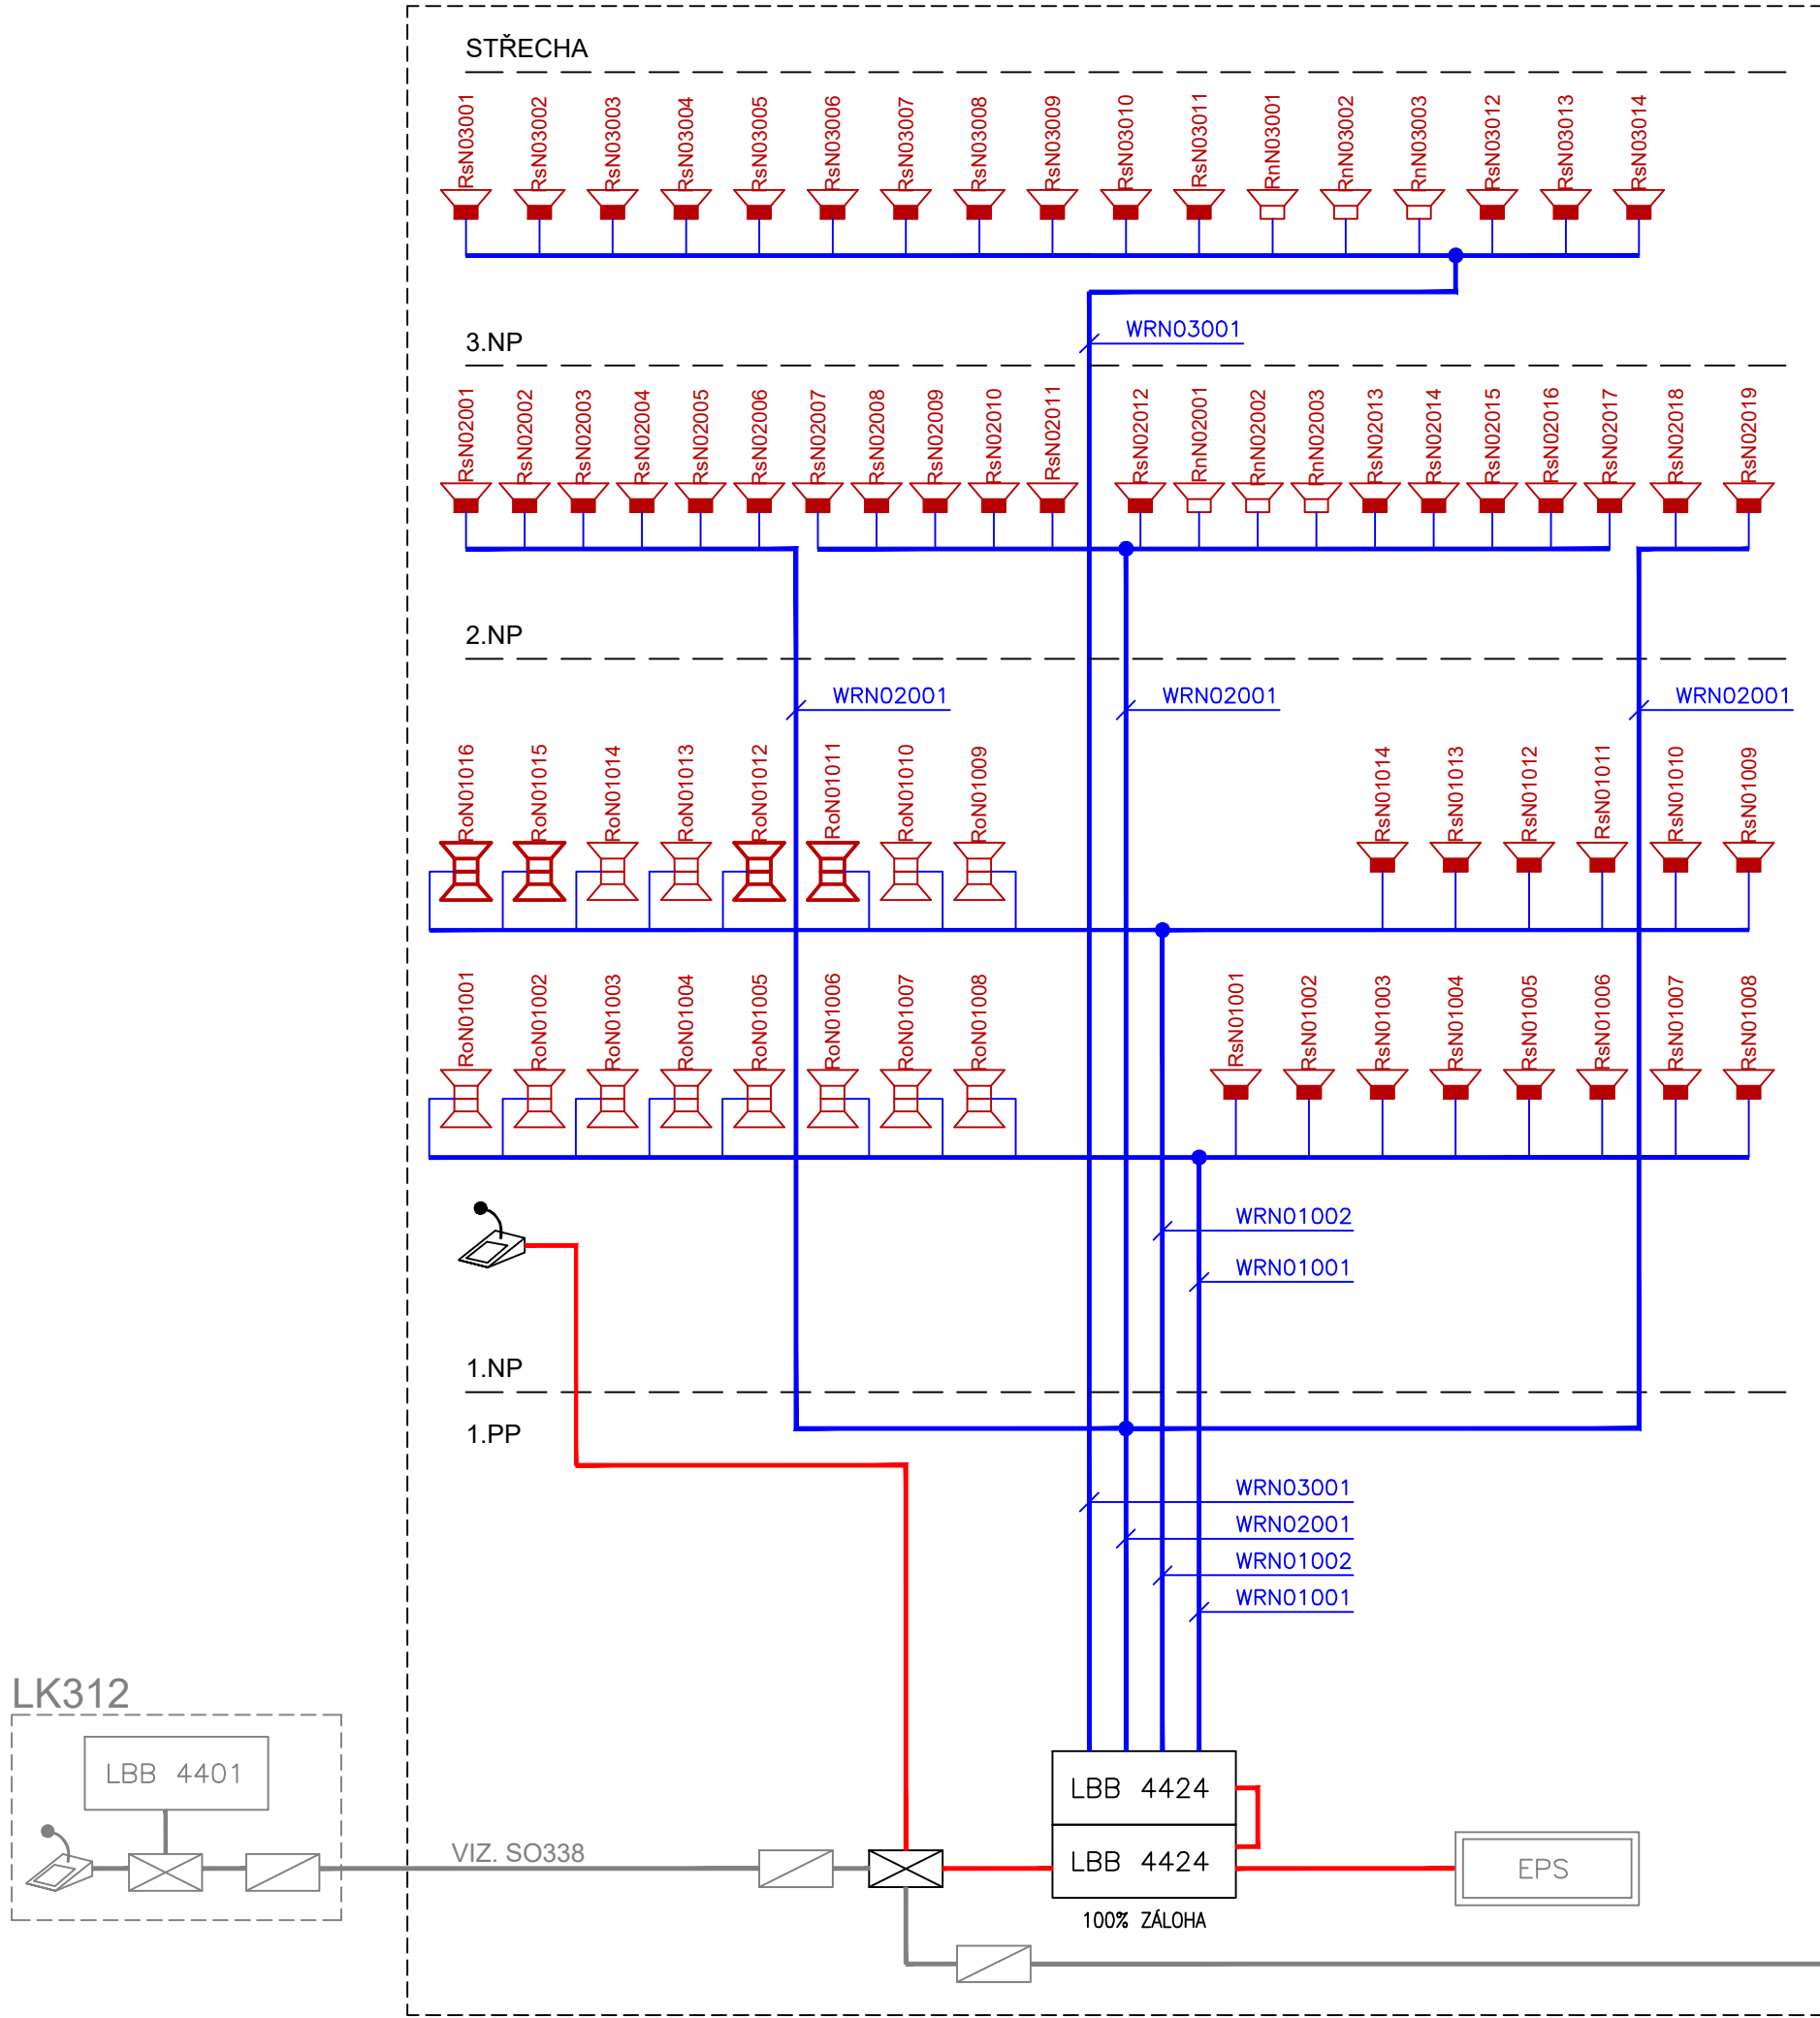 STŘECHA
RsN03001
RsN03002
RsN03003
RsN03004
RsN03005
RsN03006
RsN03007
RsN03008
RsN03009
RsN03010
RsN03011
RnN03001
RnN03002
RnN03003
RsN03012
RsN03013
RsN03014
WRN03001
3.NP
RsN02001
RsN02002
RsN02003
RsN02004
RsN02005
RsN02006
RsN02007
RsN02008
RsN02009
RsN02010
RsN02011
RsN02012
RnN02001
RnN02002
RnN02003
RsN02013
RsN02014
RsN02015
RsN02016
RsN02017
RsN02018
RsN02019
2.NP
WRN02001
WRN02001
WRN02001
RoN01016
RoN01015
RoN01014
RoN01013
RoN01012
RoN01011
RoN01010
RoN01009
RsN01014
RsN01013
RsN01012
RsN01011
RsN01010
RsN01009
RoN01001
RoN01002
RoN01003
RoN01004
RoN01005
RoN01006
RoN01007
RoN01008
RsN01001
RsN01002
RsN01003
RsN01004
RsN01005
RsN01006
RsN01007
RsN01008
WRN01002
WRN01001
1.NP
1.PP
WRN03001
WRN02001
WRN01002
WRN01001
LK312
LBB 4401
LBB 4424
VIZ. SO338
LBB 4424
EPS
100% ZÁLOHA